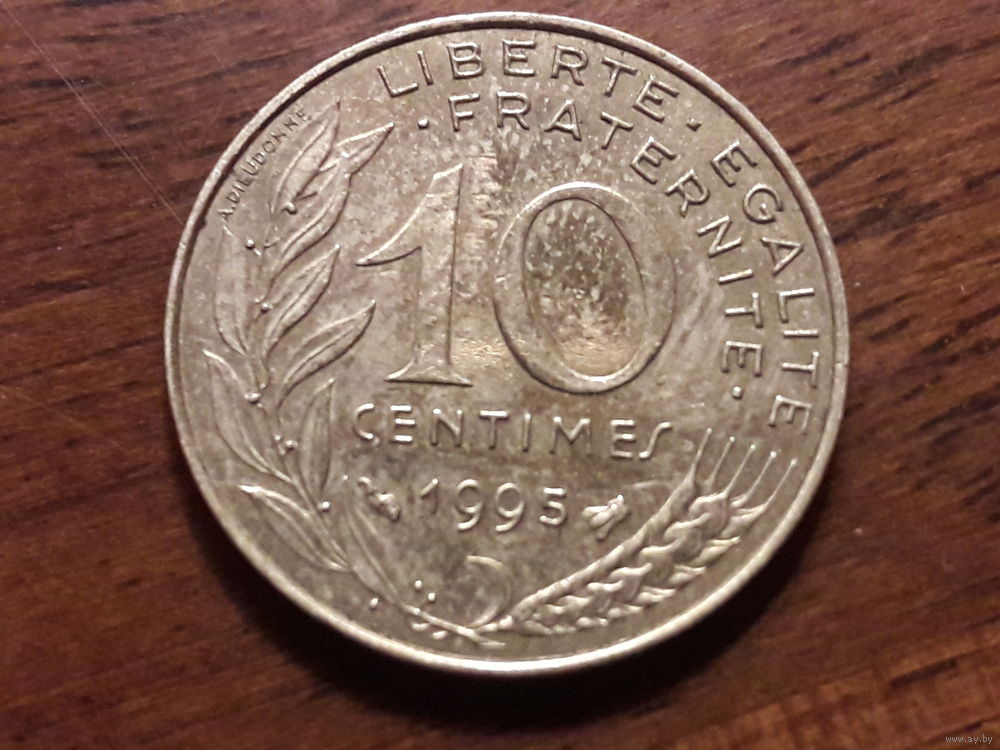 LIBERTE · EGALITE
· FRATERNITE ·
A.DIEUDONNE
10
CENTIMES
1995
www.ay.by